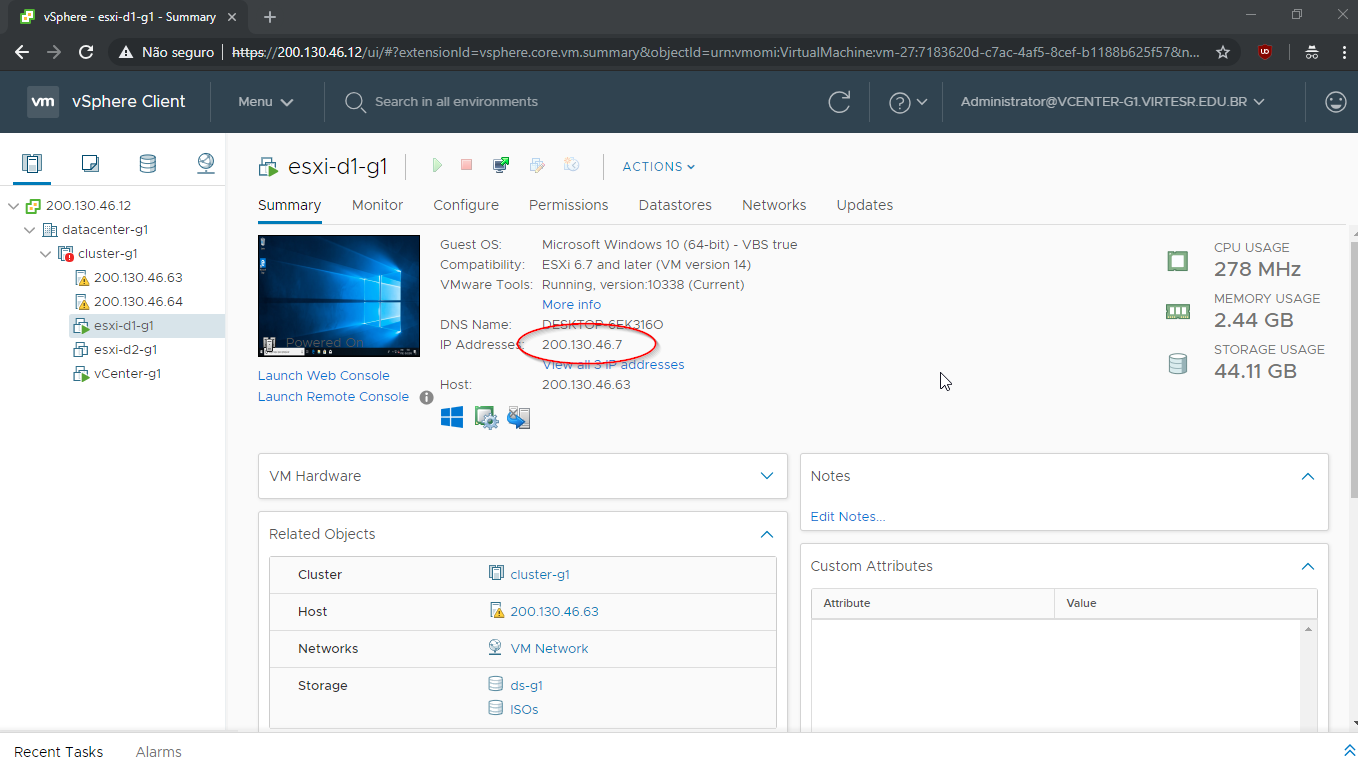 vSphere - esxi-d1-g1 - Summary
Não seguro https://200.130.46.12/ui/#?extensionId=vsphere.core.vm.summary&objectId=urn:vmomi:VirtualMachine:vm-27:7183620d-c7ac-4af5-8cef-b1188b625f57&n...
vm vSphere Client Menu Search in all environments Administrator@VCENTER-G1.VIRTESR.EDU.BR
200.130.46.12
datacenter-g1
cluster-g1
200.130.46.63
200.130.46.64
esxi-d1-g1
esxi-d2-g1
vCenter-g1
esxi-d1-g1 ACTIONS
Summary Monitor Configure Permissions Datastores Networks Updates
Powered On
Launch Web Console
Launch Remote Console
Guest OS: Microsoft Windows 10 (64-bit) - VBS true
Compatibility: ESXi 6.7 and later (VM version 14)
VMware Tools: Running, version:10338 (Current)
More info
DNS Name: DESKTOP-6EK316O
IP Addresses: 200.130.46.7
View all 3 IP addresses
Host: 200.130.46.63
CPU USAGE
278 MHz
MEMORY USAGE
2.44 GB
STORAGE USAGE
44.11 GB
VM Hardware
Related Objects
Cluster cluster-g1
Host 200.130.46.63
Networks VM Network
Storage ds-g1
ISOs
Notes
Edit Notes...
Custom Attributes
Attribute Value
Recent Tasks Alarms